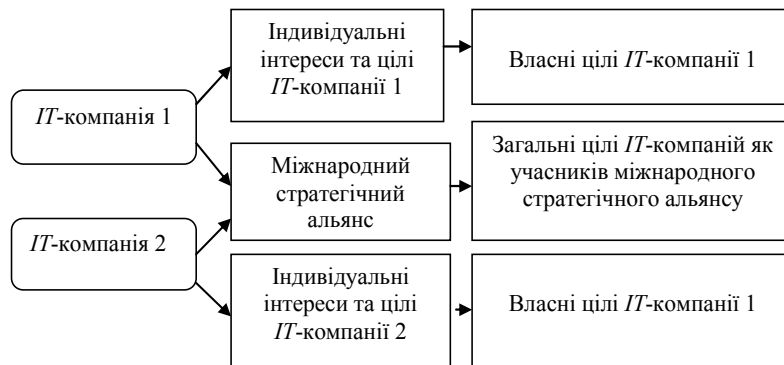 Індивідуальні
інтереси та цілі
IT-компанії 1
Власні цілі IT-компанії 1
IT-компанія 1
Міжнародний
стратегічний
альянс
Загальні цілі IT-компаній як
учасників міжнародного
стратегічного альянсу
IT-компанія 2
Індивідуальні
інтереси та цілі
IT-компанії 2
Власні цілі IT-компанії 1